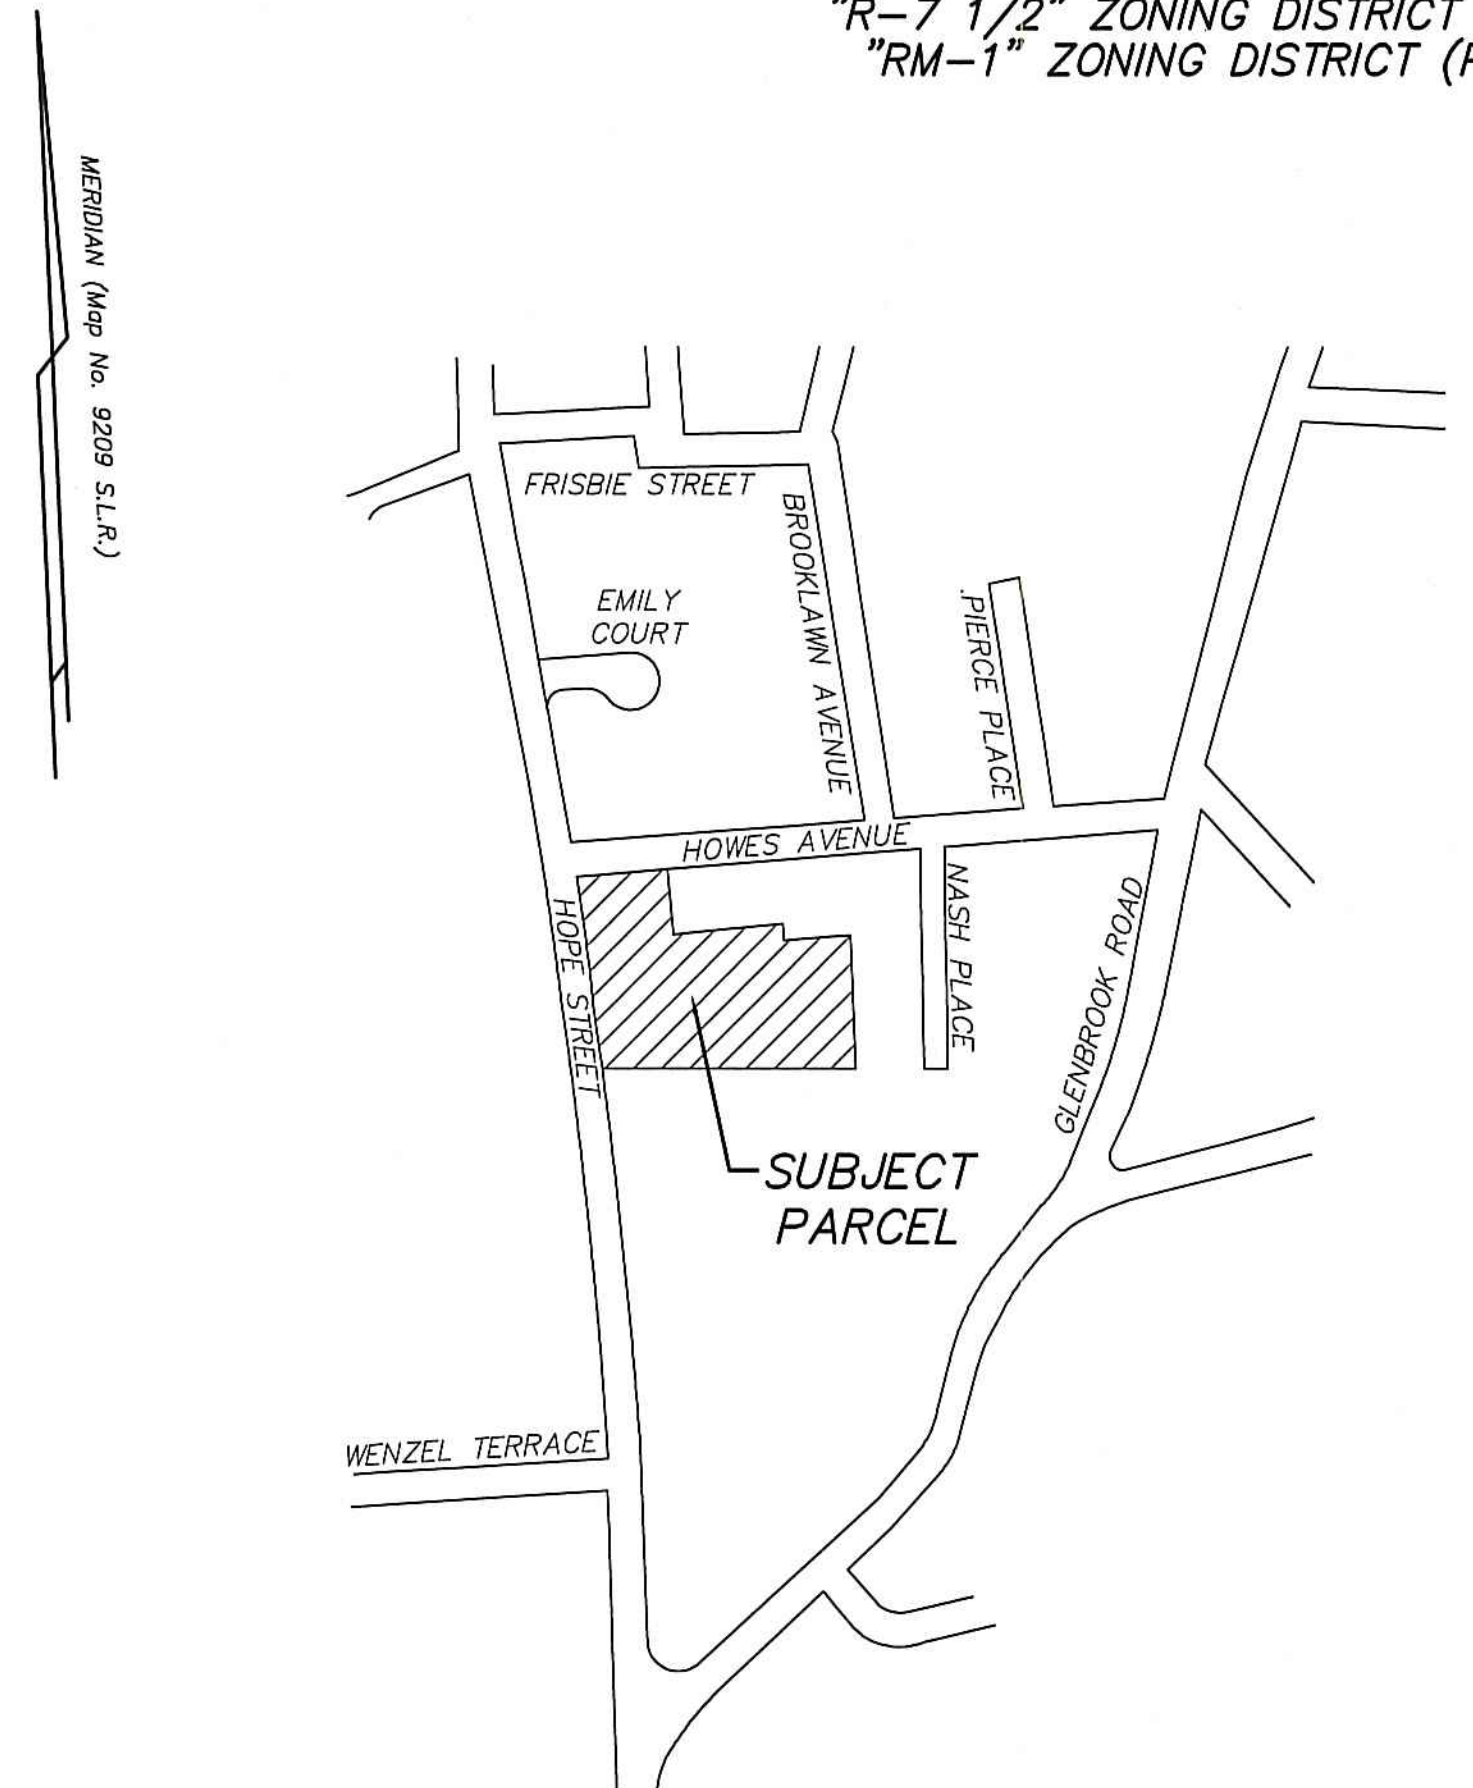 "R-7 1/2" ZONING DISTRICT
"RM-1" ZONING DISTRICT (
MERIDIAN (Map No. 9209 S.L.R.)
FRISBIE STREET
BROOKLAWN AVENUE
EMILY
COURT
PIERCE PLACE
HOWES AVENUE
HOPE STREET
NASH PLACE
GLENBROOK ROAD
SUBJECT
PARCEL
WENZEL TERRACE